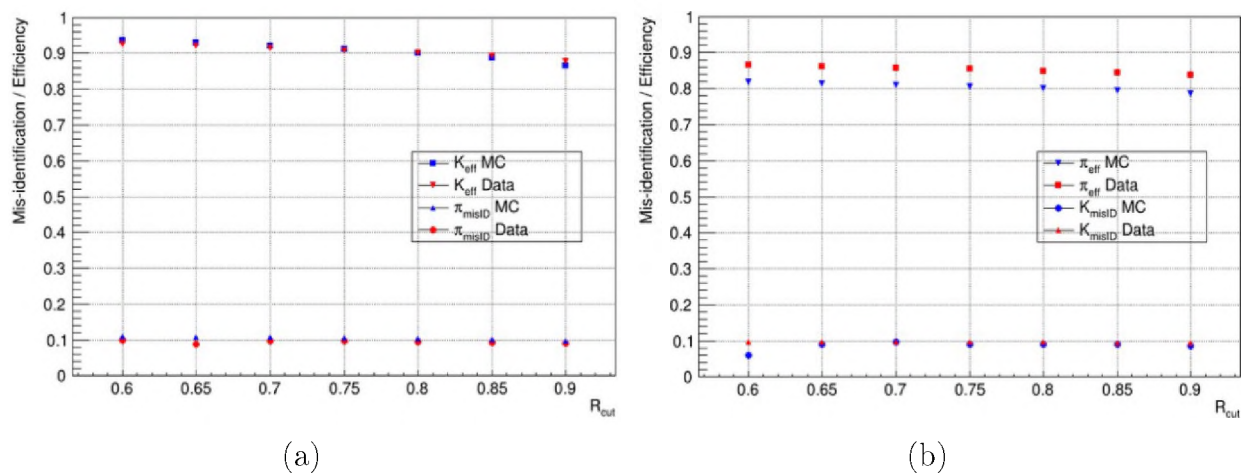 Mis-identification / Efficiency
1
0.9
0.8
0.7
0.6
0.5
0.4
0.3
0.2
0.1
0
K_eff MC
K_eff Data
π_misID MC
π_misID Data
0.6 0.65 0.7 0.75 0.8 0.85 0.9
R_cut
(a)
Mis-identification / Efficiency
1
0.9
0.8
0.7
0.6
0.5
0.4
0.3
0.2
0.1
0
π_eff MC
π_eff Data
K_misID MC
K_misID Data
0.6 0.65 0.7 0.75 0.8 0.85 0.9
R_cut
(b)